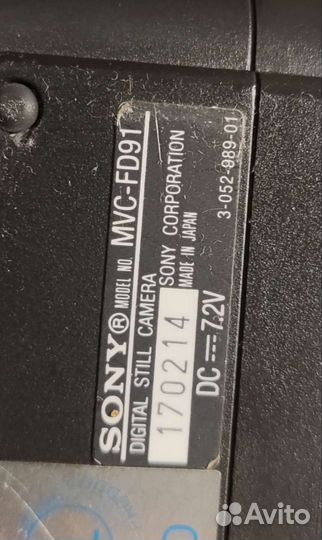 SONY® MODEL NO. MVC-FD91
DIGITAL STILL CAMERA
SONY CORPORATION
MADE IN JAPAN
170214
DC⎓7.2V
3-052-989-01
Avito